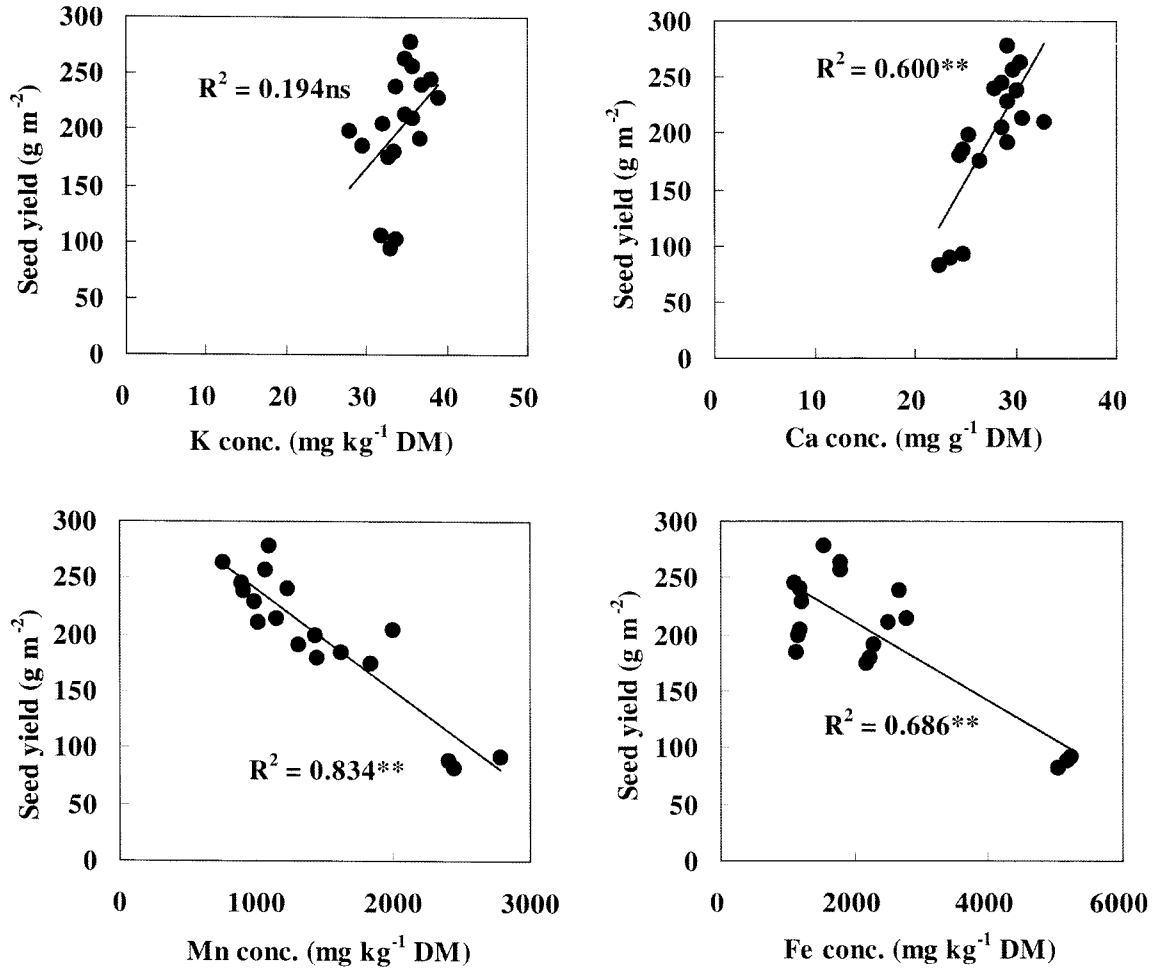 300
250
200
150
100
50
0
Seed yield (g m-2)
R2 = 0.194ns
0 10 20 30 40 50
K conc. (mg kg-1 DM)
300
250
200
150
100
50
0
Seed yield (g m-2)
R2 = 0.600**
0 10 20 30 40
Ca conc. (mg g-1 DM)
300
250
200
150
100
50
0
Seed yield (g m-2)
R2 = 0.834**
0 1000 2000 3000
Mn conc. (mg kg-1 DM)
300
250
200
150
100
50
0
Seed yield (g m-2)
R2 = 0.686**
0 2000 4000 6000
Fe conc. (mg kg-1 DM)